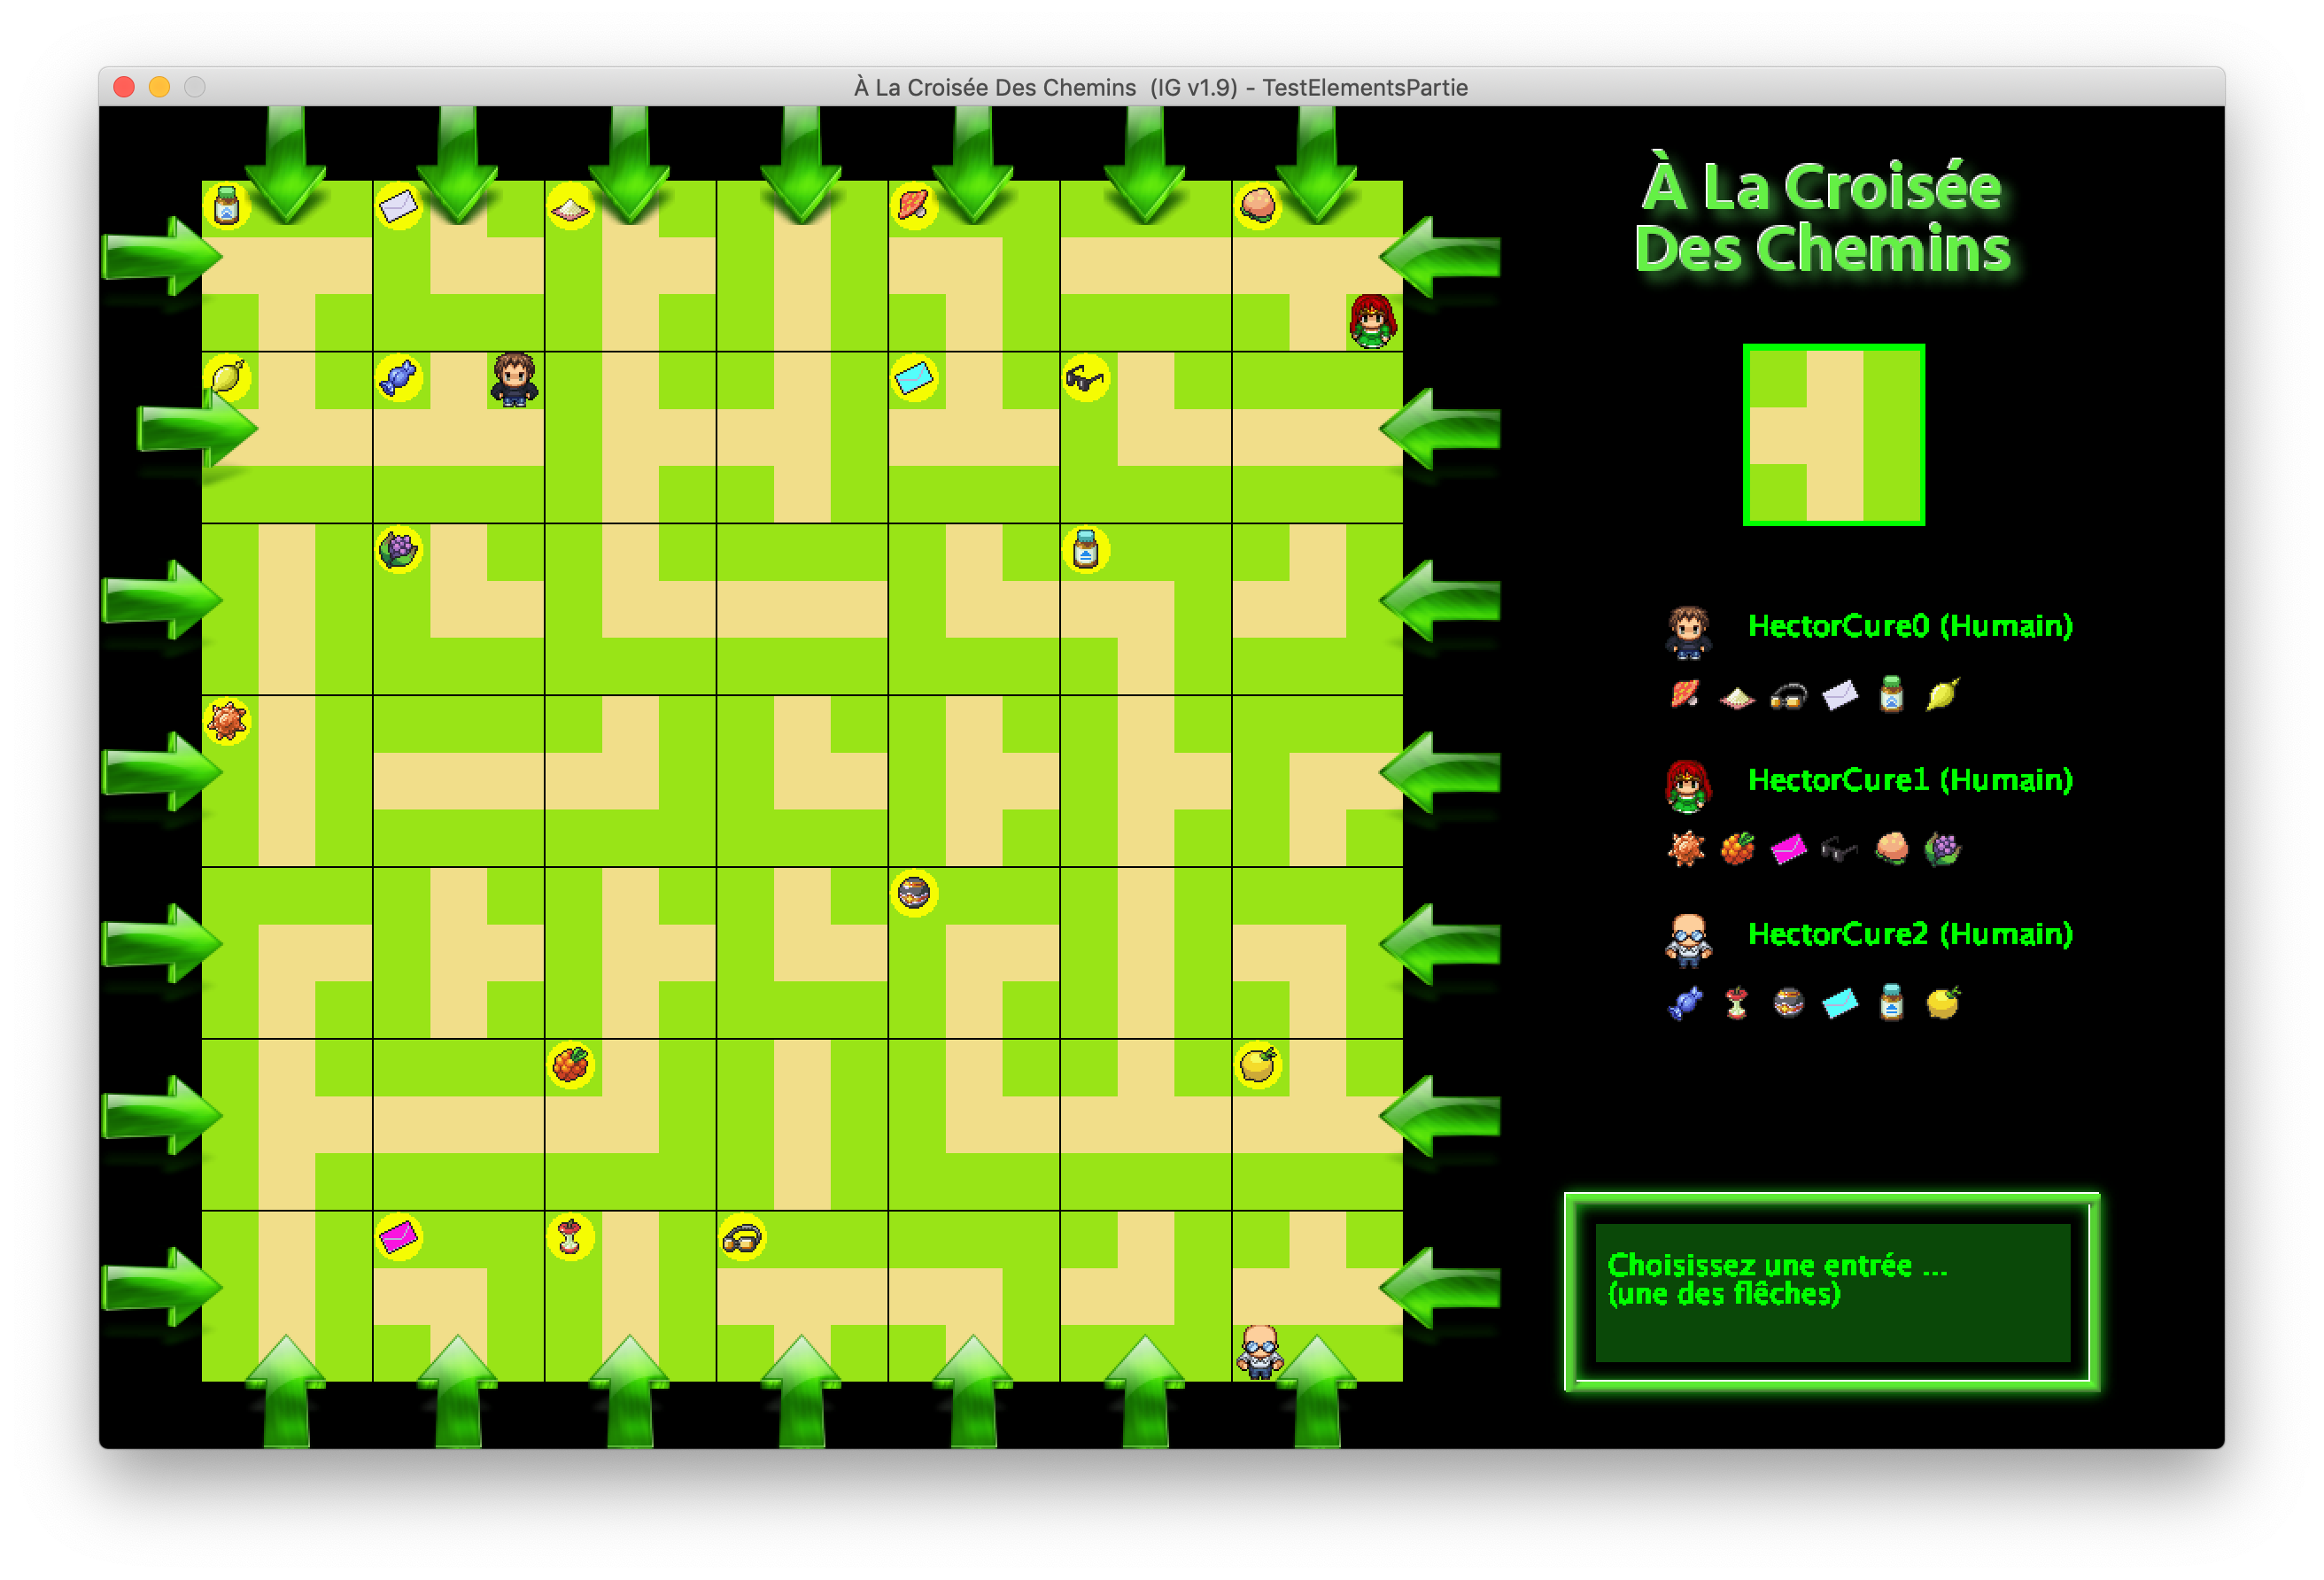 À La Croisée Des Chemins  (IG v1.9) - TestElementsPartie
À La Croisée
Des Chemins
HectorCure0 (Humain)
HectorCure1 (Humain)
HectorCure2 (Humain)
Choisissez une entrée ...
(une des flêches)